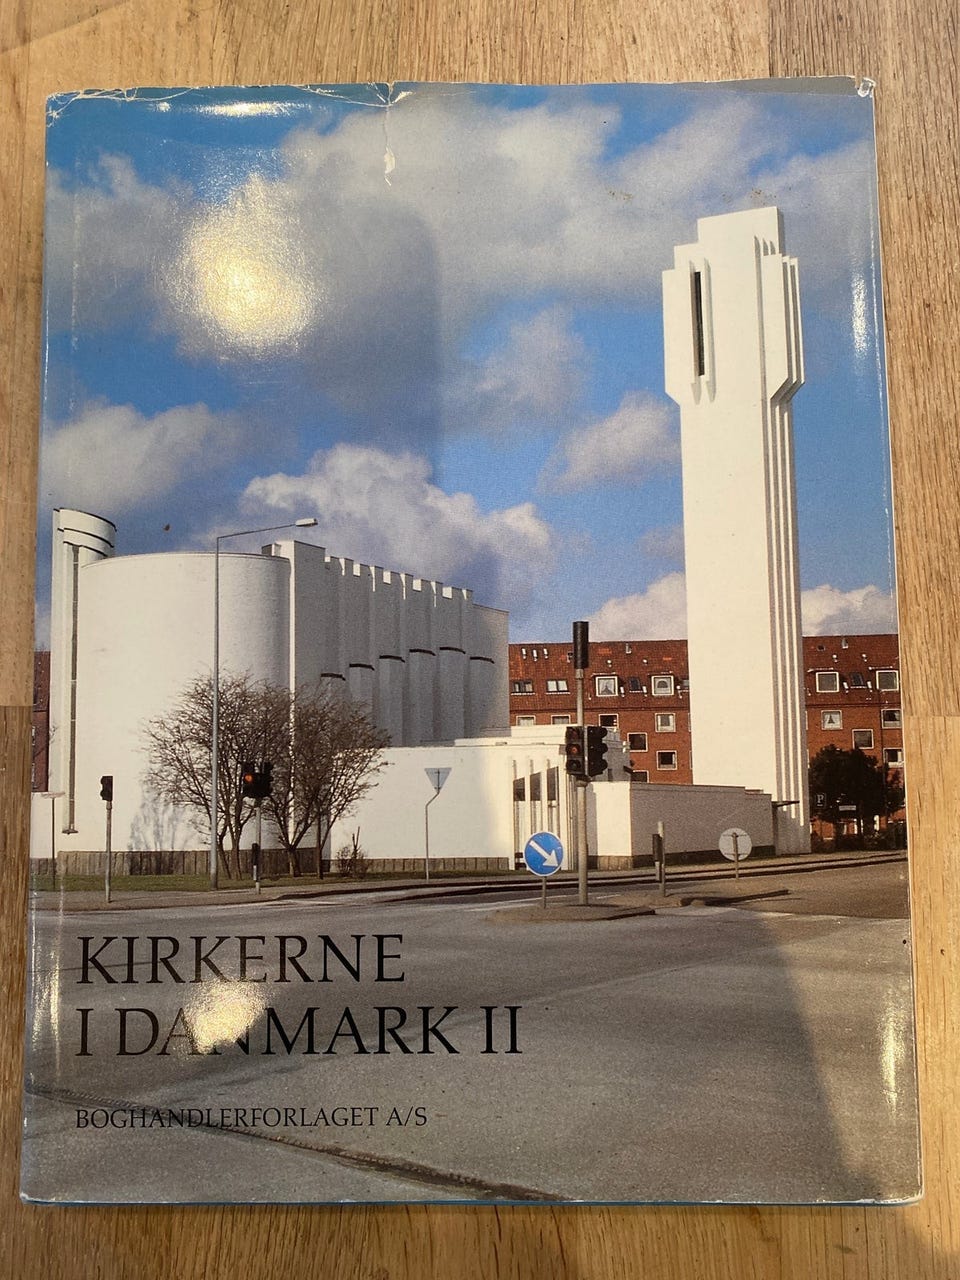 KIRKERNE
I DANMARK II
BOGHANDLERFORLAGET A/S
P